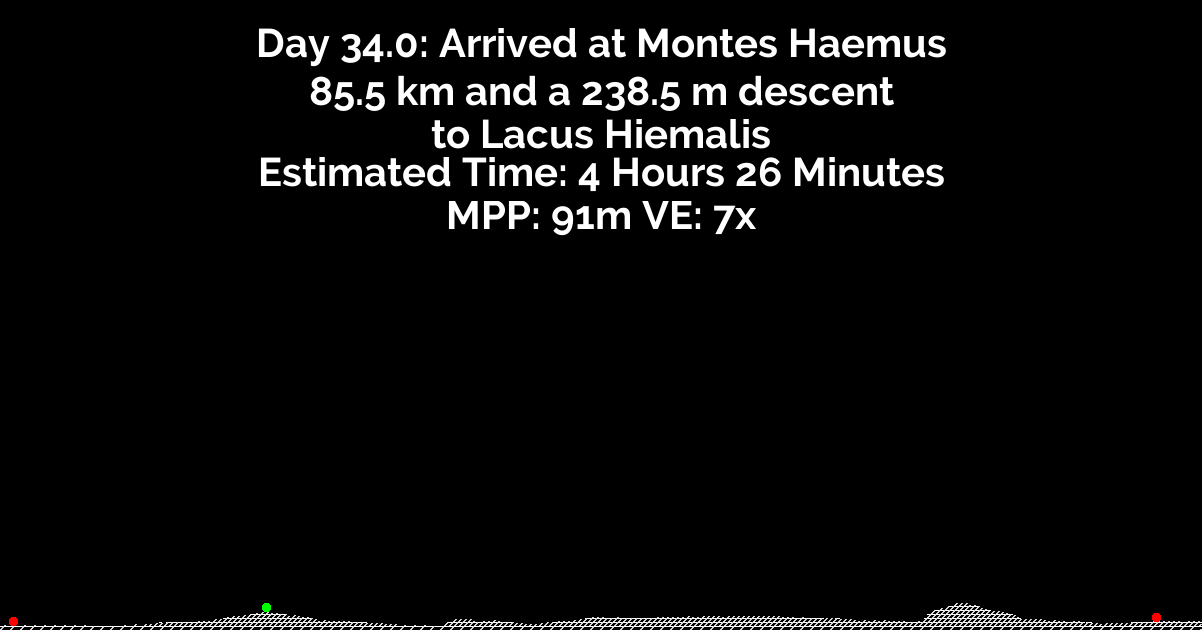 Day 34.0: Arrived at Montes Haemus
85.5 km and a 238.5 m descent
to Lacus Hiemalis
Estimated Time: 4 Hours 26 Minutes
MPP: 91m VE: 7x